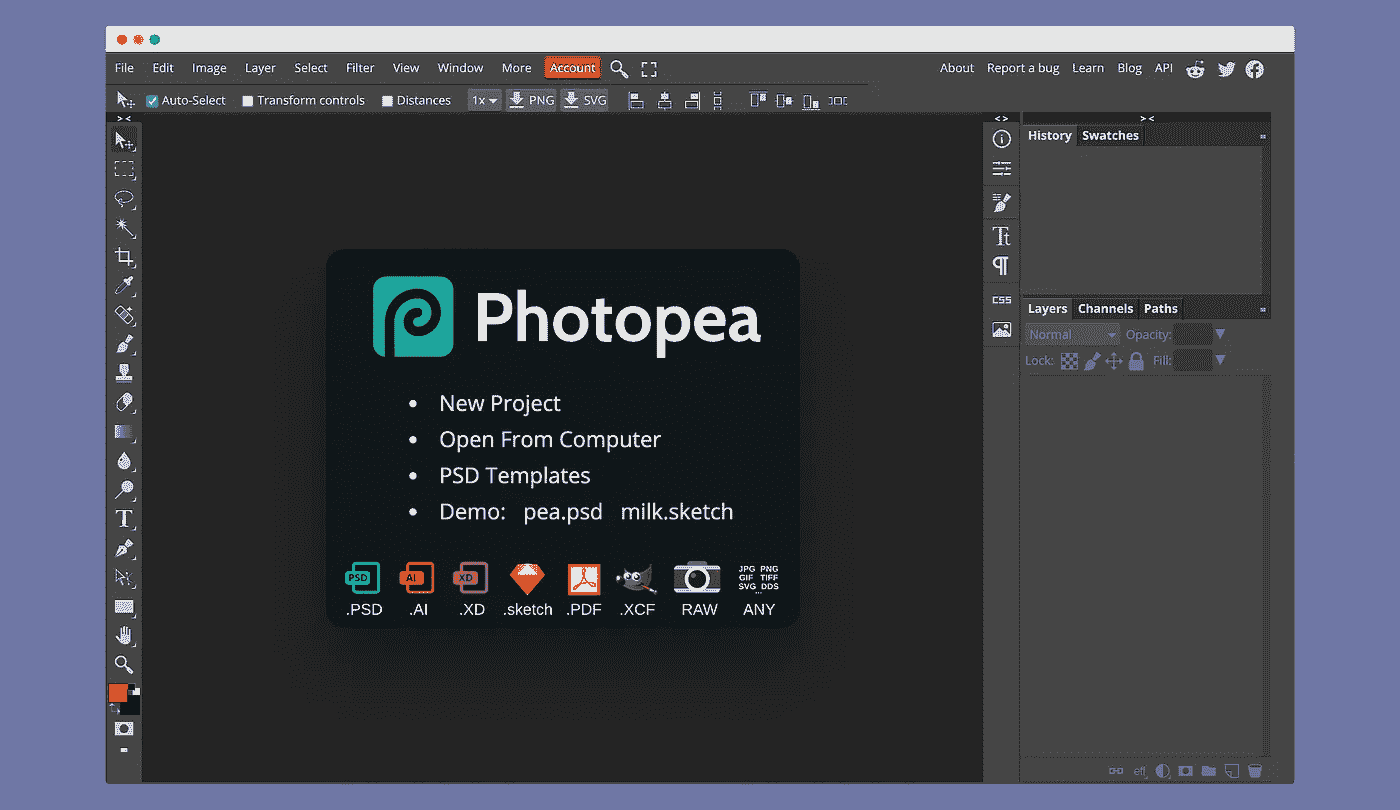 File Edit Image Layer Select Filter View Window More Account About Report a bug Learn Blog API
Auto-Select Transform controls Distances 1x PNG SVG
> < < > > <
History Swatches
Tt
CSS
Layers Channels Paths
Normal Opacity:
Lock: Fill:
Photopea
New Project
Open From Computer
PSD Templates
Demo: pea.psd milk.sketch
PSD AI XD JPG PNG
GIF TIFF
SVG DDS
...
.PSD .AI .XD .sketch .PDF .XCF RAW ANY
T
eff